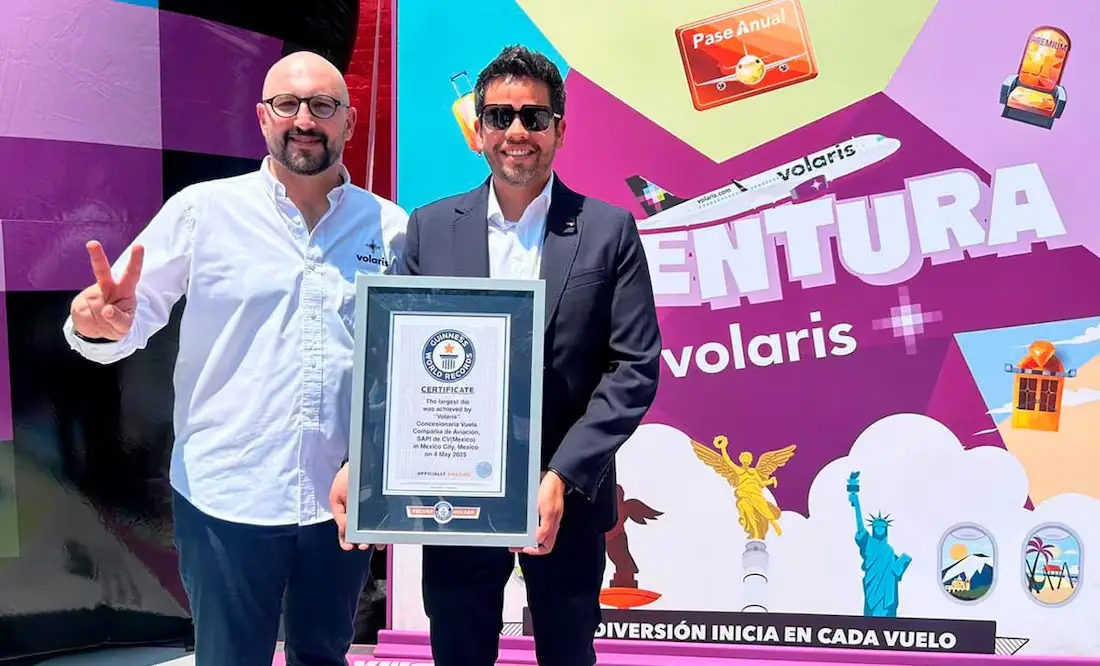 Pase Anual
PREMIUM
volaris
volaris.com
ENTURA
volaris
volaris
GUINNESS
WORLD RECORDS
CERTIFICATE
The largest die
was achieved by
"Volaris"
Concesionaria Vuela
Compañía de Aviación,
SAPI de CV(Mexico)
in Mexico City, Mexico
on 4 May 2025
OFFICIALLY AMAZING
DIVERSIÓN INICIA EN CADA VUELO